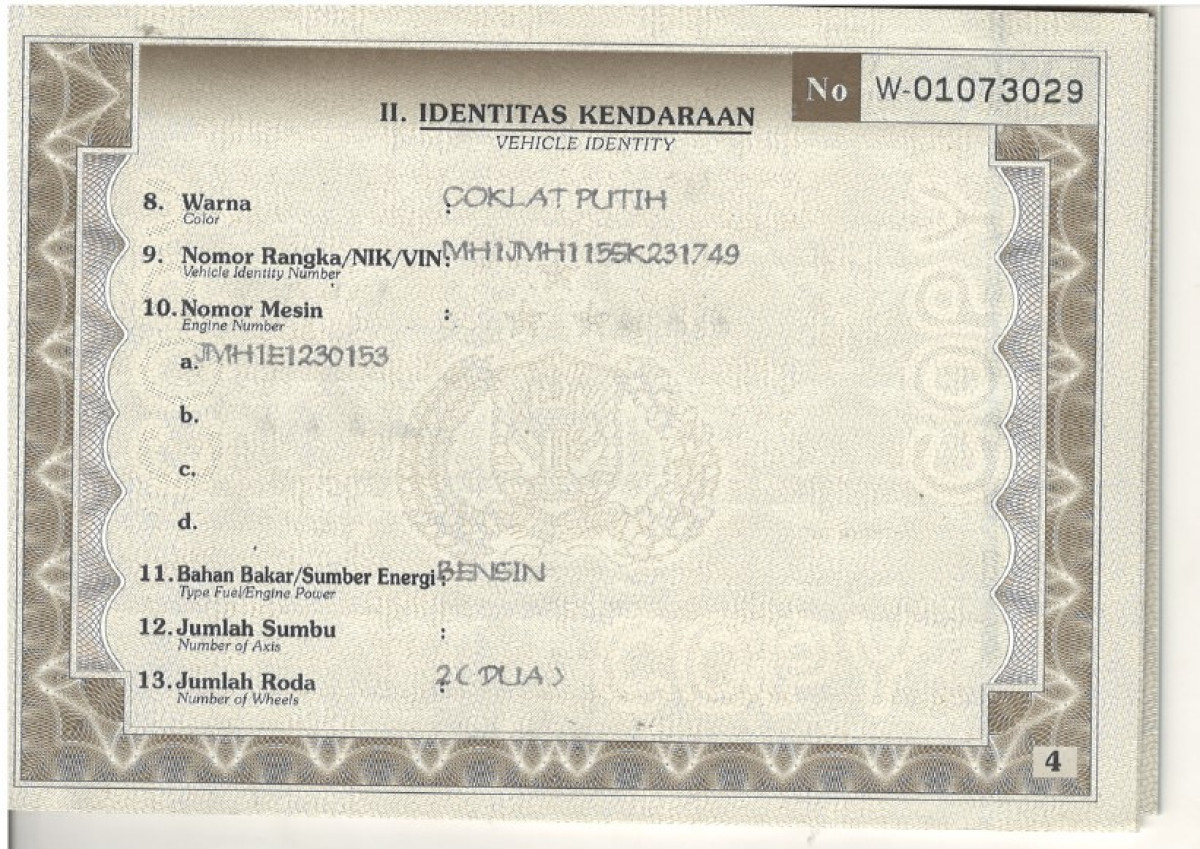 No W-01073029
II. IDENTITAS KENDARAAN
VEHICLE IDENTITY
8. Warna : COKLAT PUTIH
Color
9. Nomor Rangka/NIK/VIN : MH1JMH115SK231749
Vehicle Identity Number
10. Nomor Mesin :
Engine Number
a. JMH1E1230153
b.
c.
d.
11. Bahan Bakar/Sumber Energi : BENSIN
Type Fuel/Engine Power
12. Jumlah Sumbu :
Number of Axis
13. Jumlah Roda : 2 ( DUA )
Number of Wheels
4
COPY